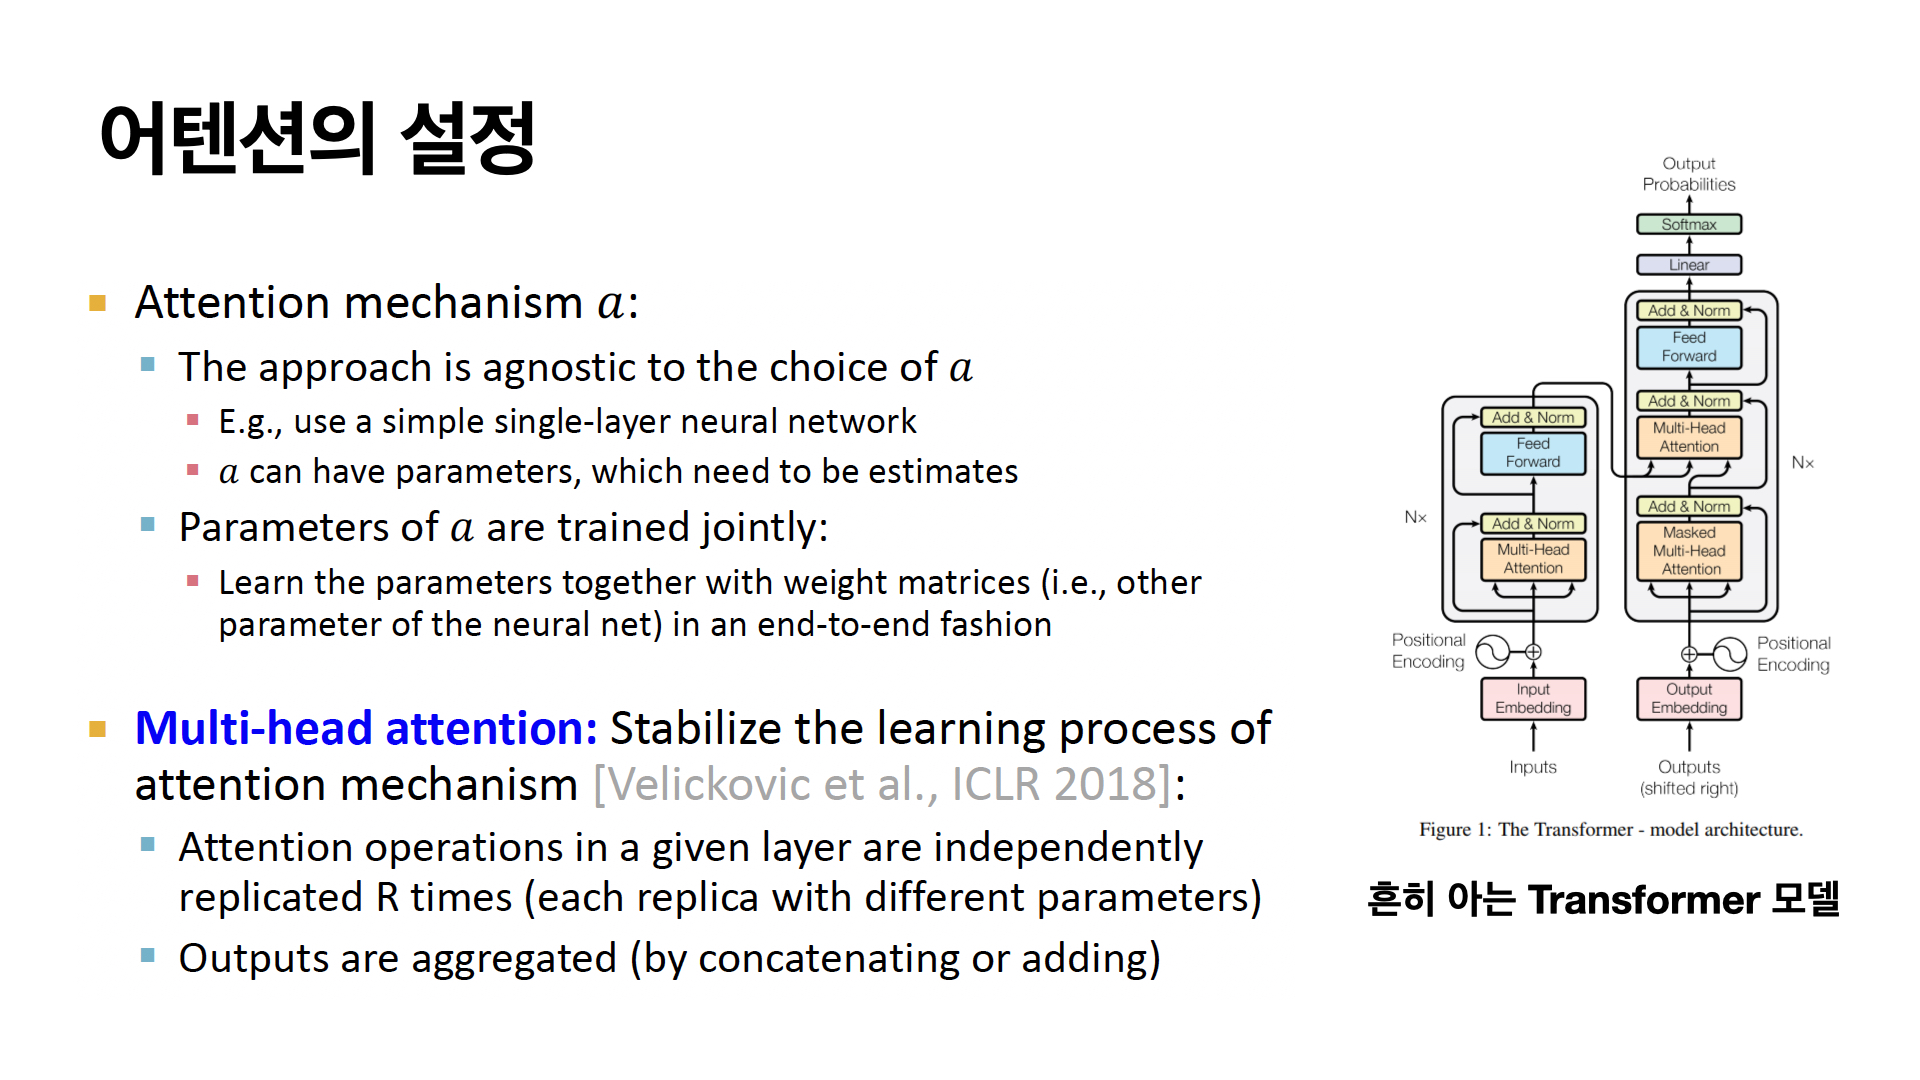 어텐션의 설정
Attention mechanism a:
The approach is agnostic to the choice of a
E.g., use a simple single-layer neural network
a can have parameters, which need to be estimates
Parameters of a are trained jointly:
Learn the parameters together with weight matrices (i.e., other
parameter of the neural net) in an end-to-end fashion
Multi-head attention: Stabilize the learning process of
attention mechanism [Velickovic et al., ICLR 2018]:
Attention operations in a given layer are independently
replicated R times (each replica with different parameters)
Outputs are aggregated (by concatenating or adding)
Output
Probabilities
Softmax
Linear
Add & Norm
Feed
Forward
Add & Norm
Multi-Head
Attention
Nx
Add & Norm
Masked
Multi-Head
Attention
Add & Norm
Feed
Forward
Nx
Add & Norm
Multi-Head
Attention
Positional
Encoding
Positional
Encoding
Input
Embedding
Output
Embedding
Inputs
Outputs
(shifted right)
Figure 1: The Transformer - model architecture.
흔히 아는 Transformer 모델